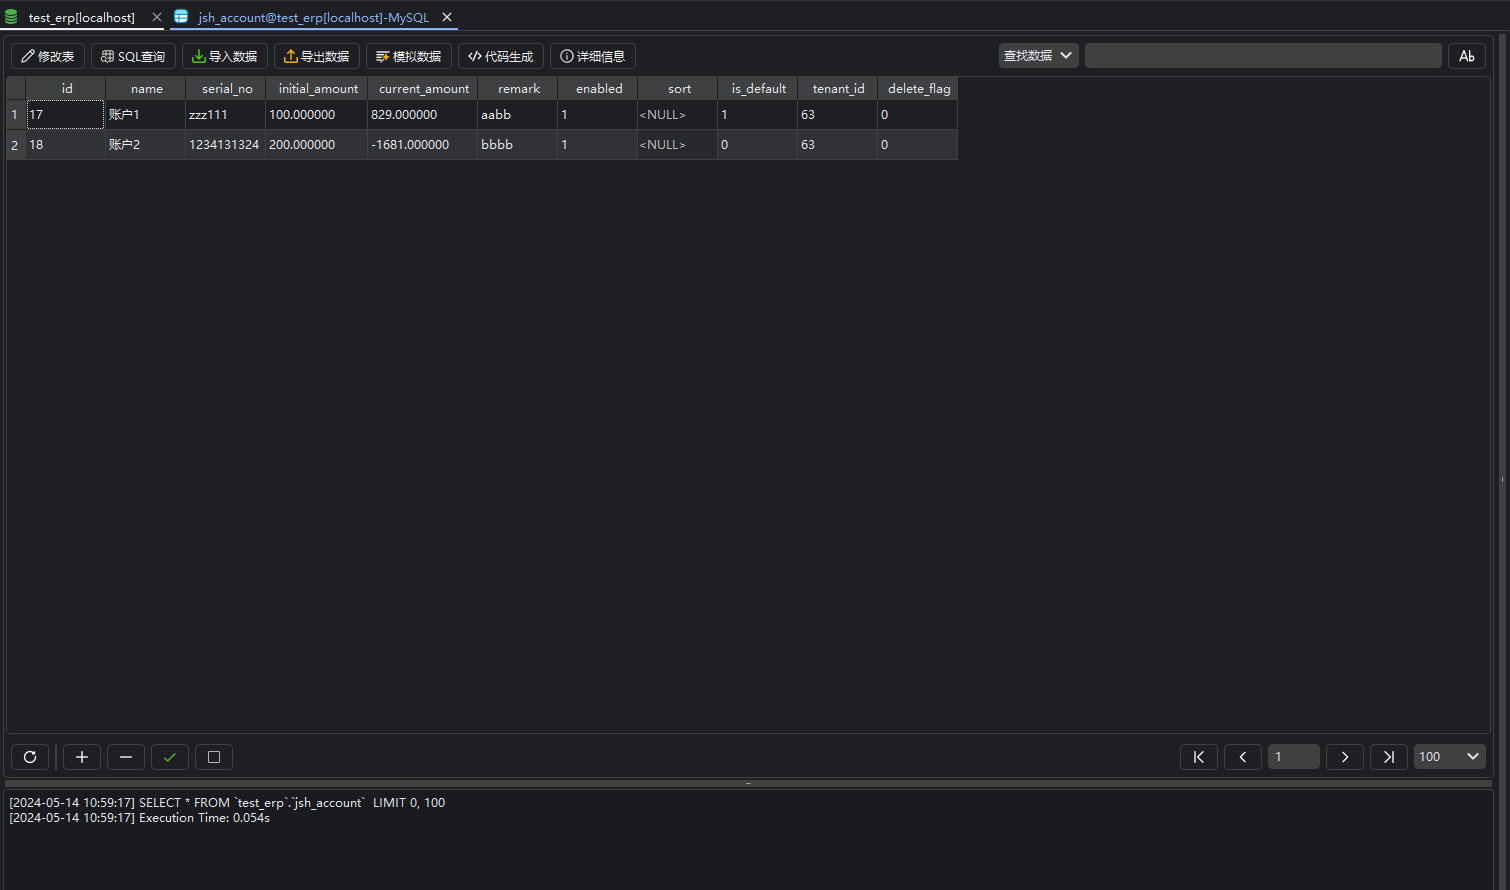 test_erp[localhost] jsh_account@test_erp[localhost]-MySQL
修改表 SQL查询 导入数据 导出数据 模拟数据 代码生成 详细信息 查找数据 Ab
id name serial_no initial_amount current_amount remark enabled sort is_default tenant_id delete_flag
1 17 账户1 zzz111 100.000000 829.000000 aabb 1 <NULL> 1 63 0
2 18 账户2 1234131324 200.000000 -1681.000000 bbbb 1 <NULL> 0 63 0
1 100
[2024-05-14 10:59:17] SELECT * FROM `test_erp`.`jsh_account`  LIMIT 0, 100
[2024-05-14 10:59:17] Execution Time: 0.054s